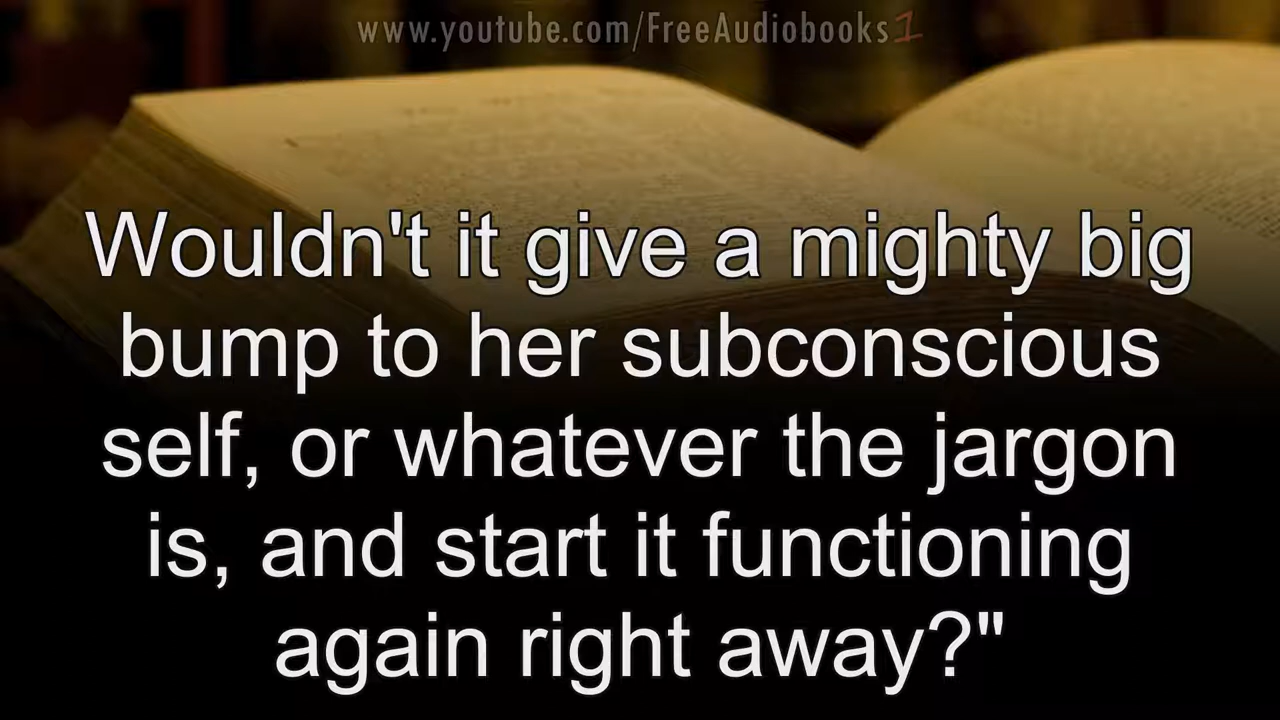 www.youtube.com/FreeAudiobooks1
Wouldn't it give a mighty big
bump to her subconscious
self, or whatever the jargon
is, and start it functioning
again right away?"